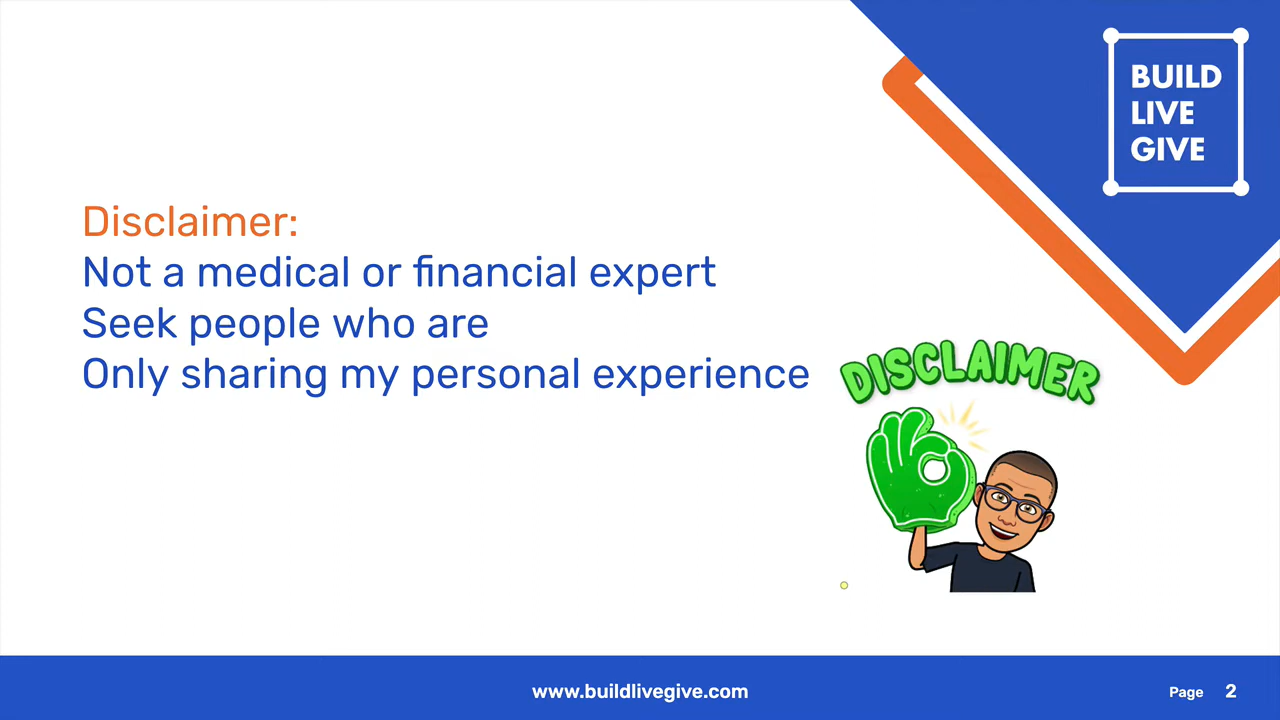 BUILD
LIVE
GIVE
Disclaimer:
Not a medical or financial expert
Seek people who are
Only sharing my personal experience
DISCLAIMER
www.buildlivegive.com
Page 2